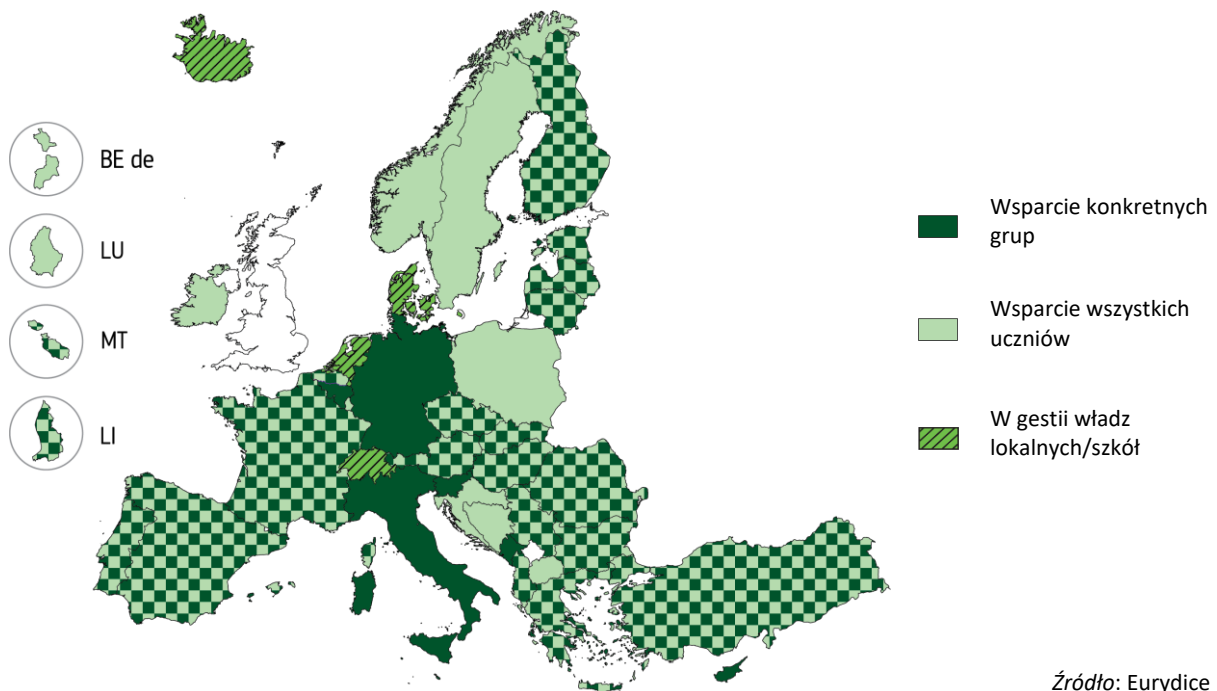 BE de
LU
MT
LI
Wsparcie konkretnych
grup
Wsparcie wszystkich
uczniów
W gestii władz
lokalnych/szkół
Źródło: Eurydice